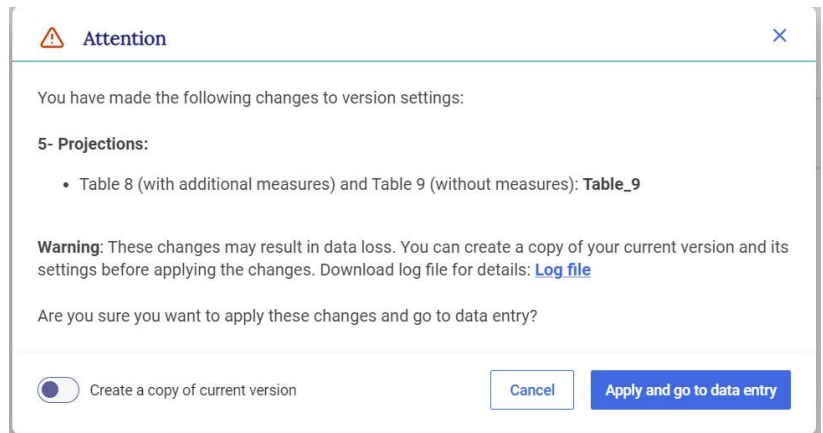 Attention
You have made the following changes to version settings:
5- Projections:
• Table 8 (with additional measures) and Table 9 (without measures): Table_9
Warning: These changes may result in data loss. You can create a copy of your current version and its
settings before applying the changes. Download log file for details: Log file
Are you sure you want to apply these changes and go to data entry?
Create a copy of current version
Cancel
Apply and go to data entry